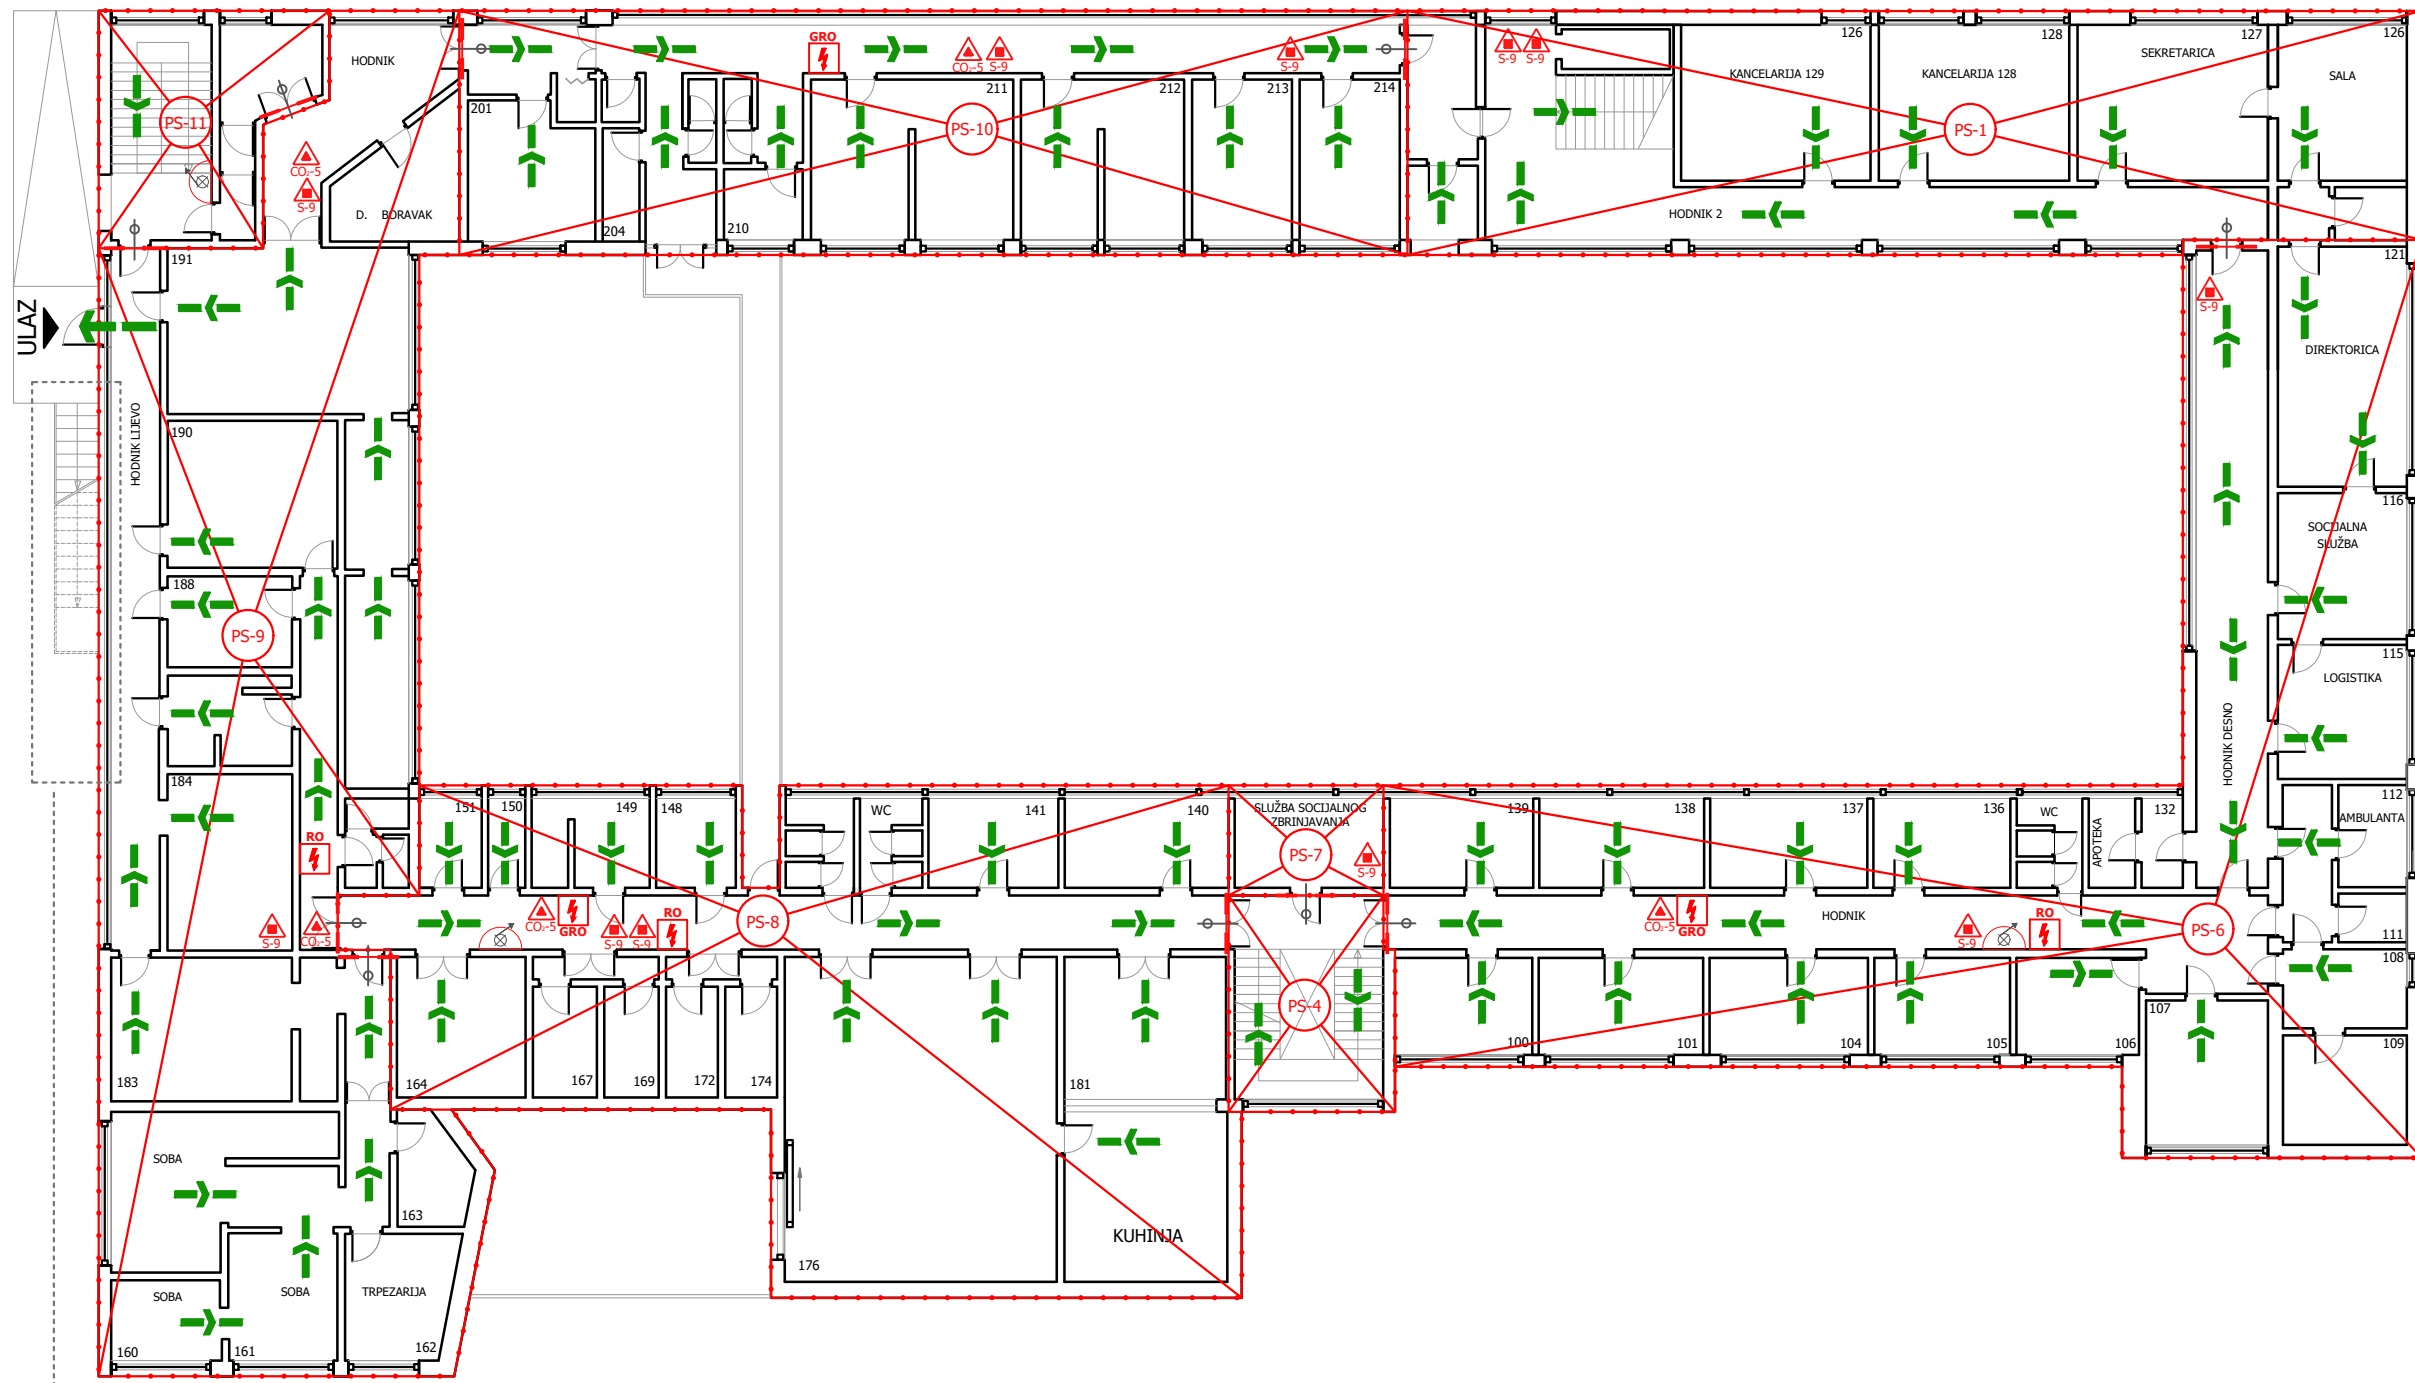 GRO
126
128
127
126
HODNIK
SEKRETARICA
CO₂-5
S-9
S-9
S-9
S-9
KANCELARIJA 129
KANCELARIJA 128
SALA
201
211
212
213
214
PS-11
PS-10
PS-1
CO₂-5
S-9
D. BORAVAK
HODNIK 2
204
210
191
121
S-9
ULAZ
DIREKTORICA
HODNIK LIJEVO
190
116
SOCIJALNA
SLUŽBA
188
PS-9
115
LOGISTIKA
HODNIK DESNO
184
151
150
149
148
WC
141
140
SLUŽBA SOCIJALNOG
ZBRINJAVANJA
139
138
137
136
WC
APOTEKA
132
112
AMBULANTA
RO
PS-7
S-9
S-9
CO₂-5
CO₂-5
GRO
S-9
S-9
RO
PS-8
CO₂-5
GRO
HODNIK
S-9
RO
PS-6
111
108
PS-4
107
183
164
167
169
172
174
181
100
101
104
105
106
109
SOBA
163
KUHINJA
176
SOBA
SOBA
TRPEZARIJA
160
161
162